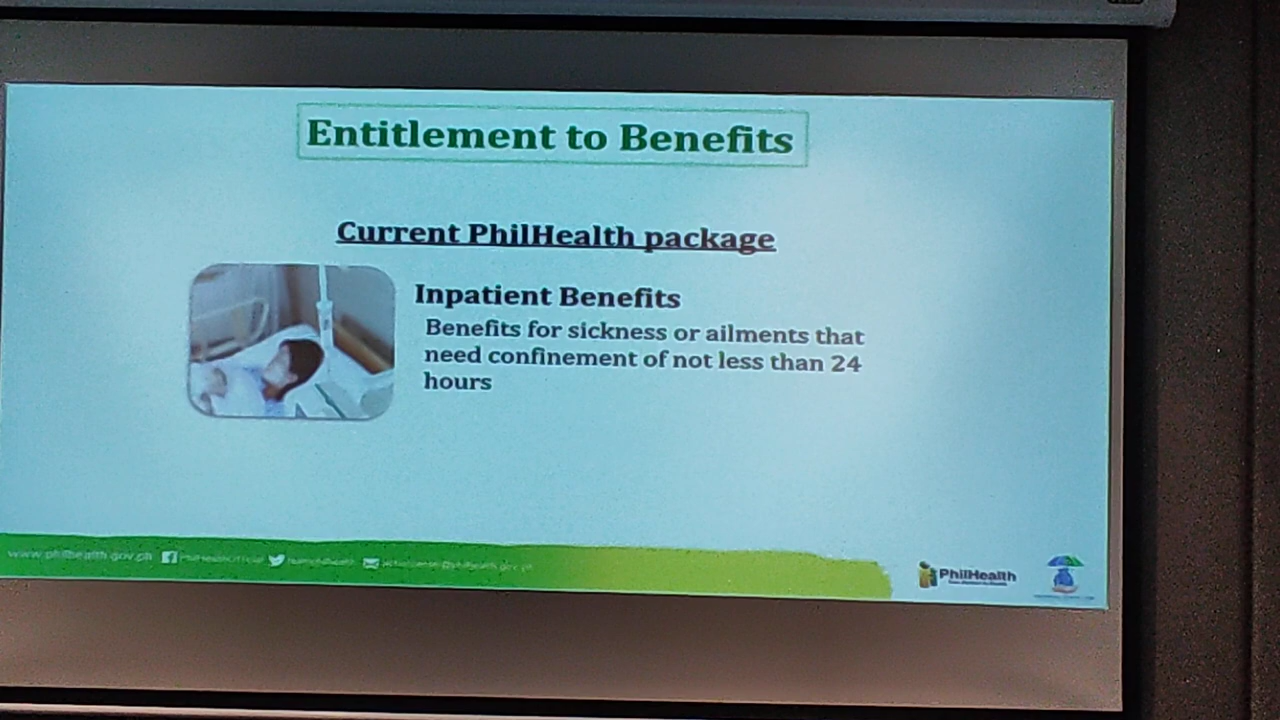 Entitlement to Benefits
Current PhilHealth package
Inpatient Benefits
Benefits for sickness or ailments that
need confinement of not less than 24
hours
www.philhealth.gov.ph
PhilHealth